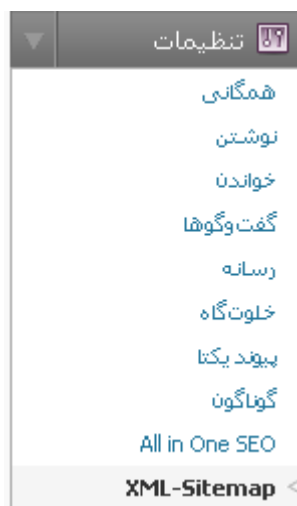 تنظیمات
همگانی
نوشتن
خواندن
گفت‌وگوها
رسانه
خلوت‌گاه
پیوند یکتا
گوناگون
All in One SEO
XML-Sitemap